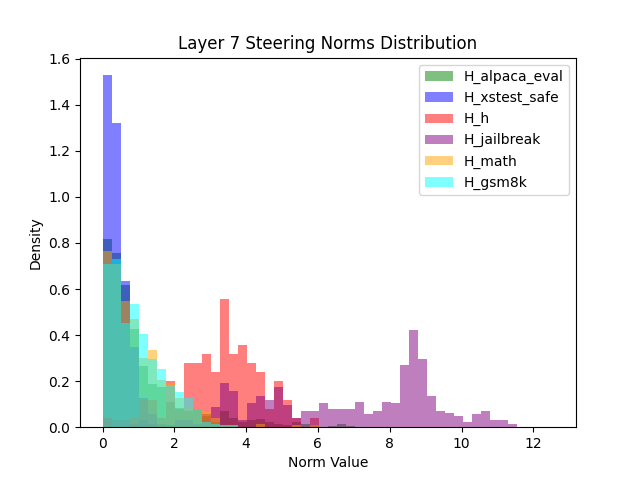 Layer 7 Steering Norms Distribution
1.6
1.4
1.2
1.0
0.8
0.6
0.4
0.2
0.0
Density
0
2
4
6
8
10
12
Norm Value
H_alpaca_eval
H_xstest_safe
H_h
H_jailbreak
H_math
H_gsm8k